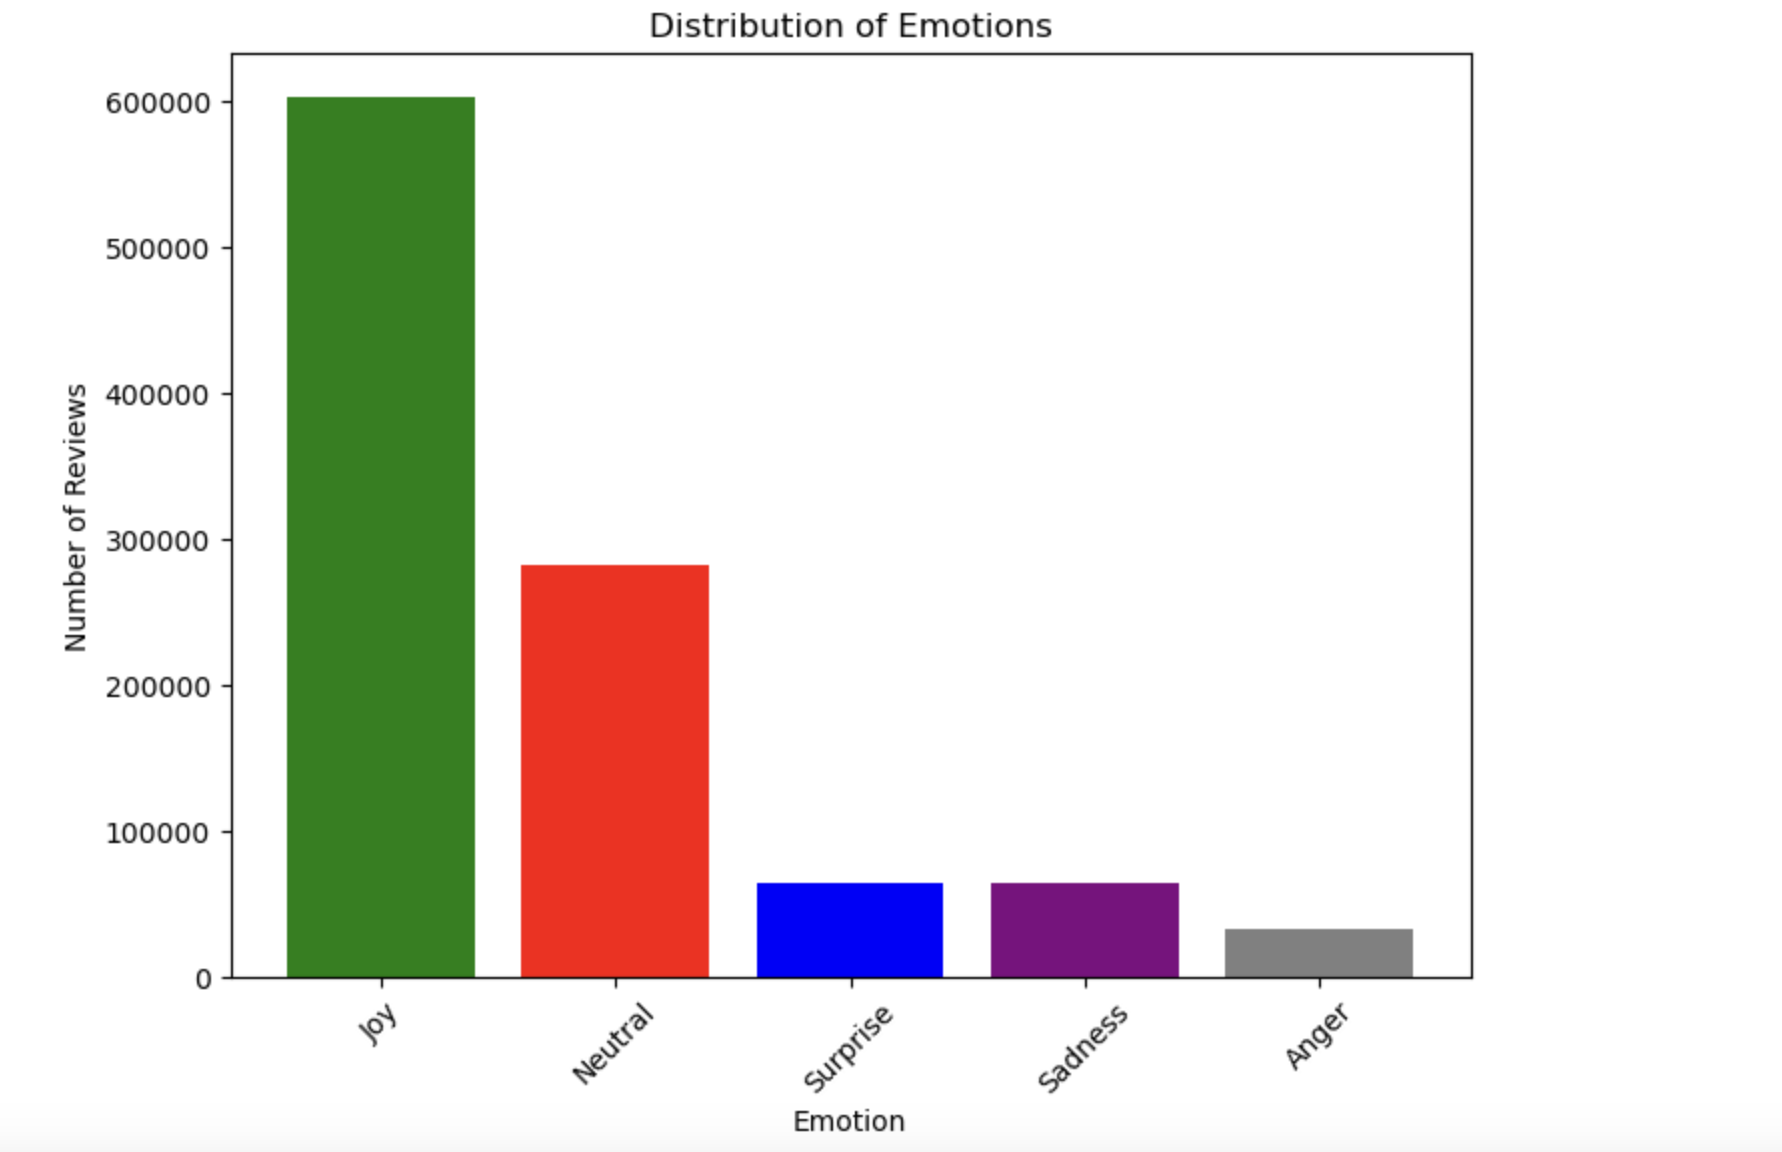 Distribution of Emotions
600000
500000
400000
300000
200000
100000
0
Number of Reviews
Joy
Neutral
Surprise
Sadness
Anger
Emotion